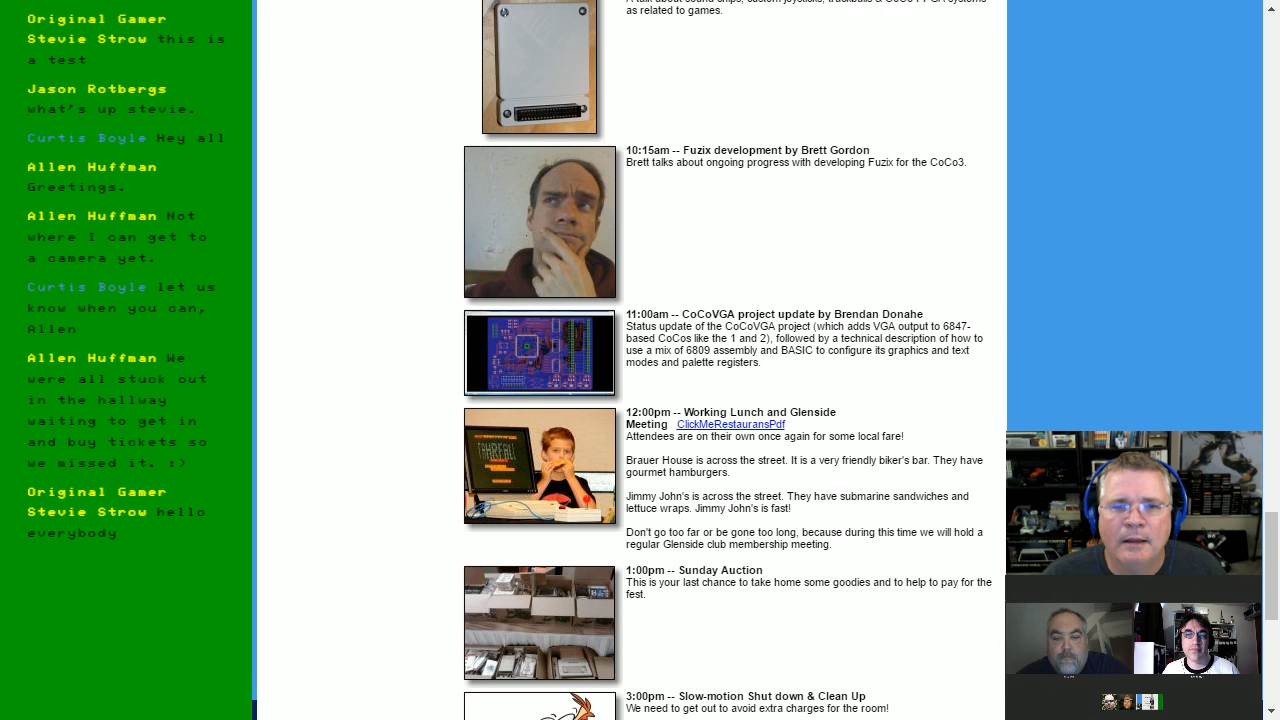 Original Gamer
Stevie Strow this is
a test
Jason Rotbergs
what's up stevie.
Curtis Boyle Hey all
Allen Huffman
Greetings.
Allen Huffman Not
where I can get to
a camera yet.
Curtis Boyle let us
know when you can,
Allen
Allen Huffman We
were all stuck out
in the hallway
waiting to get in
and buy tickets so
we missed it. :)
Original Gamer
Stevie Strow hello
everybody
as related to games.
10:15am -- Fuzix development by Brett Gordon
Brett talks about ongoing progress with developing Fuzix for the CoCo3.
11:00am -- CoCoVGA project update by Brendan Donahe
Status update of the CoCoVGA project (which adds VGA output to 6847-
based CoCos like the 1 and 2), followed by a technical description of how to
use a mix of 6809 assembly and BASIC to configure its graphics and text
modes and palette registers.
12:00pm -- Working Lunch and Glenside
Meeting ClickMeRestauransPdf
Attendees are on their own once again for some local fare!
Brauer House is across the street. It is a very friendly biker's bar. They have
gourmet hamburgers.
Jimmy John's is across the street. They have submarine sandwiches and
lettuce wraps. Jimmy John's is fast!
Don't go too far or be gone too long, because during this time we will hold a
regular Glenside club membership meeting.
1:00pm -- Sunday Auction
This is your last chance to take home some goodies and to help to pay for the
fest.
3:00pm -- Slow-motion Shut down & Clean Up
We need to get out to avoid extra charges for the room!